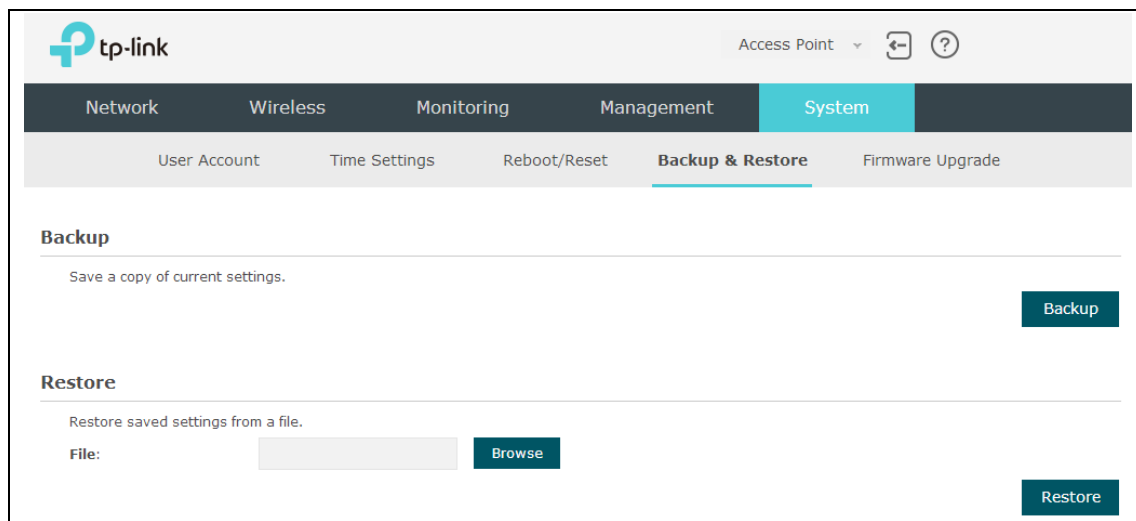 tp-link Access Point
Network Wireless Monitoring Management System
User Account Time Settings Reboot/Reset Backup & Restore Firmware Upgrade
Backup
Save a copy of current settings.
Backup
Restore
Restore saved settings from a file.
File: Browse
Restore